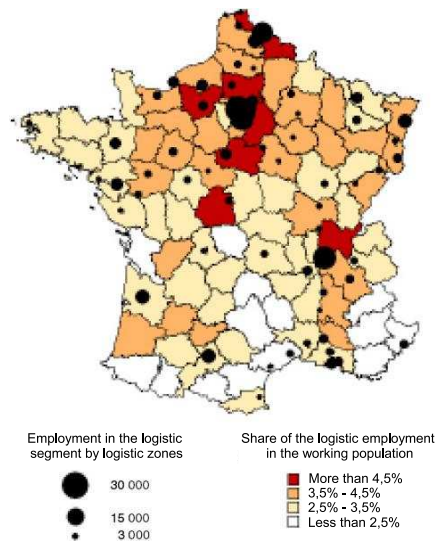 Employment in the logistic
segment by logistic zones
30 000
15 000
3 000
Share of the logistic employment
in the working population
More than 4,5%
3,5% - 4,5%
2,5% - 3,5%
Less than 2,5%